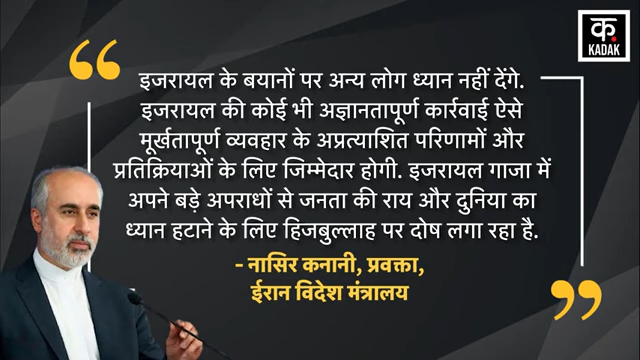 क
KADAK
इजरायल के बयानों पर अन्य लोग ध्यान नहीं देंगे.
इजरायल की कोई भी अज्ञानतापूर्ण कार्रवाई ऐसे
मूर्खतापूर्ण व्यवहार के अप्रत्याशित परिणामों और
प्रतिक्रियाओं के लिए जिम्मेदार होगी. इजरायल गाजा में
अपने बड़े अपराधों से जनता की राय और दुनिया का
ध्यान हटाने के लिए हिजबुल्लाह पर दोष लगा रहा है.
- नासिर कनानी, प्रवक्ता,
ईरान विदेश मंत्रालय